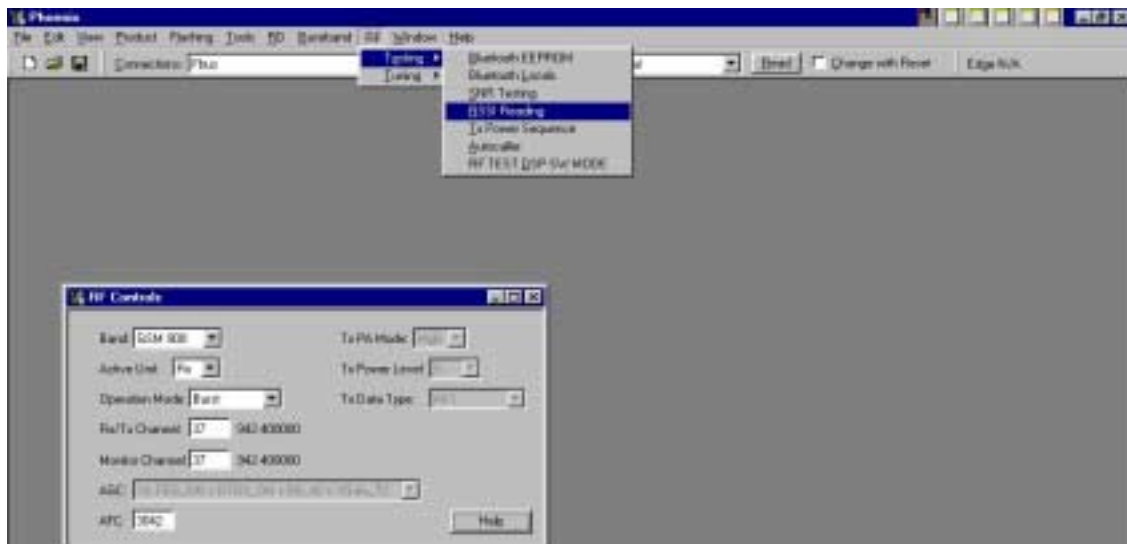 Phoenix
File Edit View Product Flashing Tools BD Baseband RF Window Help
Connections: Fbus
Read
Change with Reset
Edge N/A
Testing
Tuning
Bluetooth EEPROM
Bluetooth Locals
SNR Testing
RSSI Reading
Tx Power Sequence
Autocaller
RF TEST DSP SW MODE
RF Controls
Band: GSM 900
Active Unit: Rx
Operation Mode: Burst
Rx/Tx Channel: 37 942.400000
Monitor Channel: 37 942.400000
AGC:
AFC:
Tx PA Mode:
Tx Power Level:
Tx Data Type:
Help